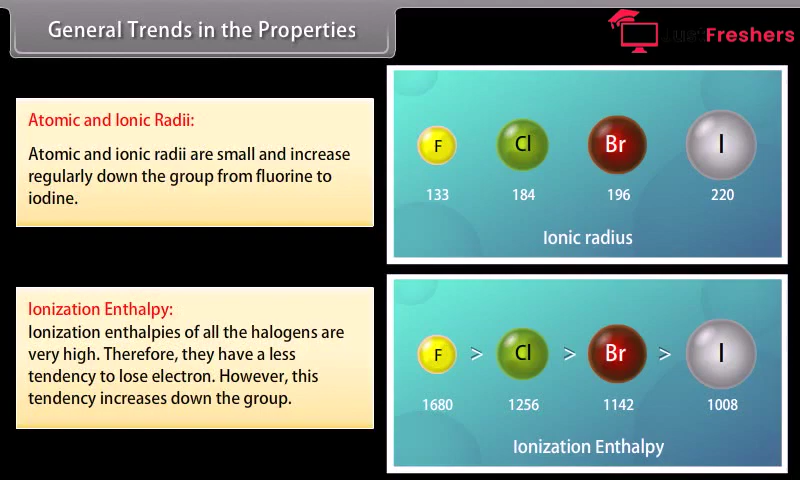 General Trends in the Properties
Just Freshers
Atomic and Ionic Radii:
Atomic and ionic radii are small and increase
regularly down the group from fluorine to
iodine.
F Cl Br I
133 184 196 220
Ionic radius
Ionization Enthalpy:
Ionization enthalpies of all the halogens are
very high. Therefore, they have a less
tendency to lose electron. However, this
tendency increases down the group.
F > Cl > Br > I
1680 1256 1142 1008
Ionization Enthalpy